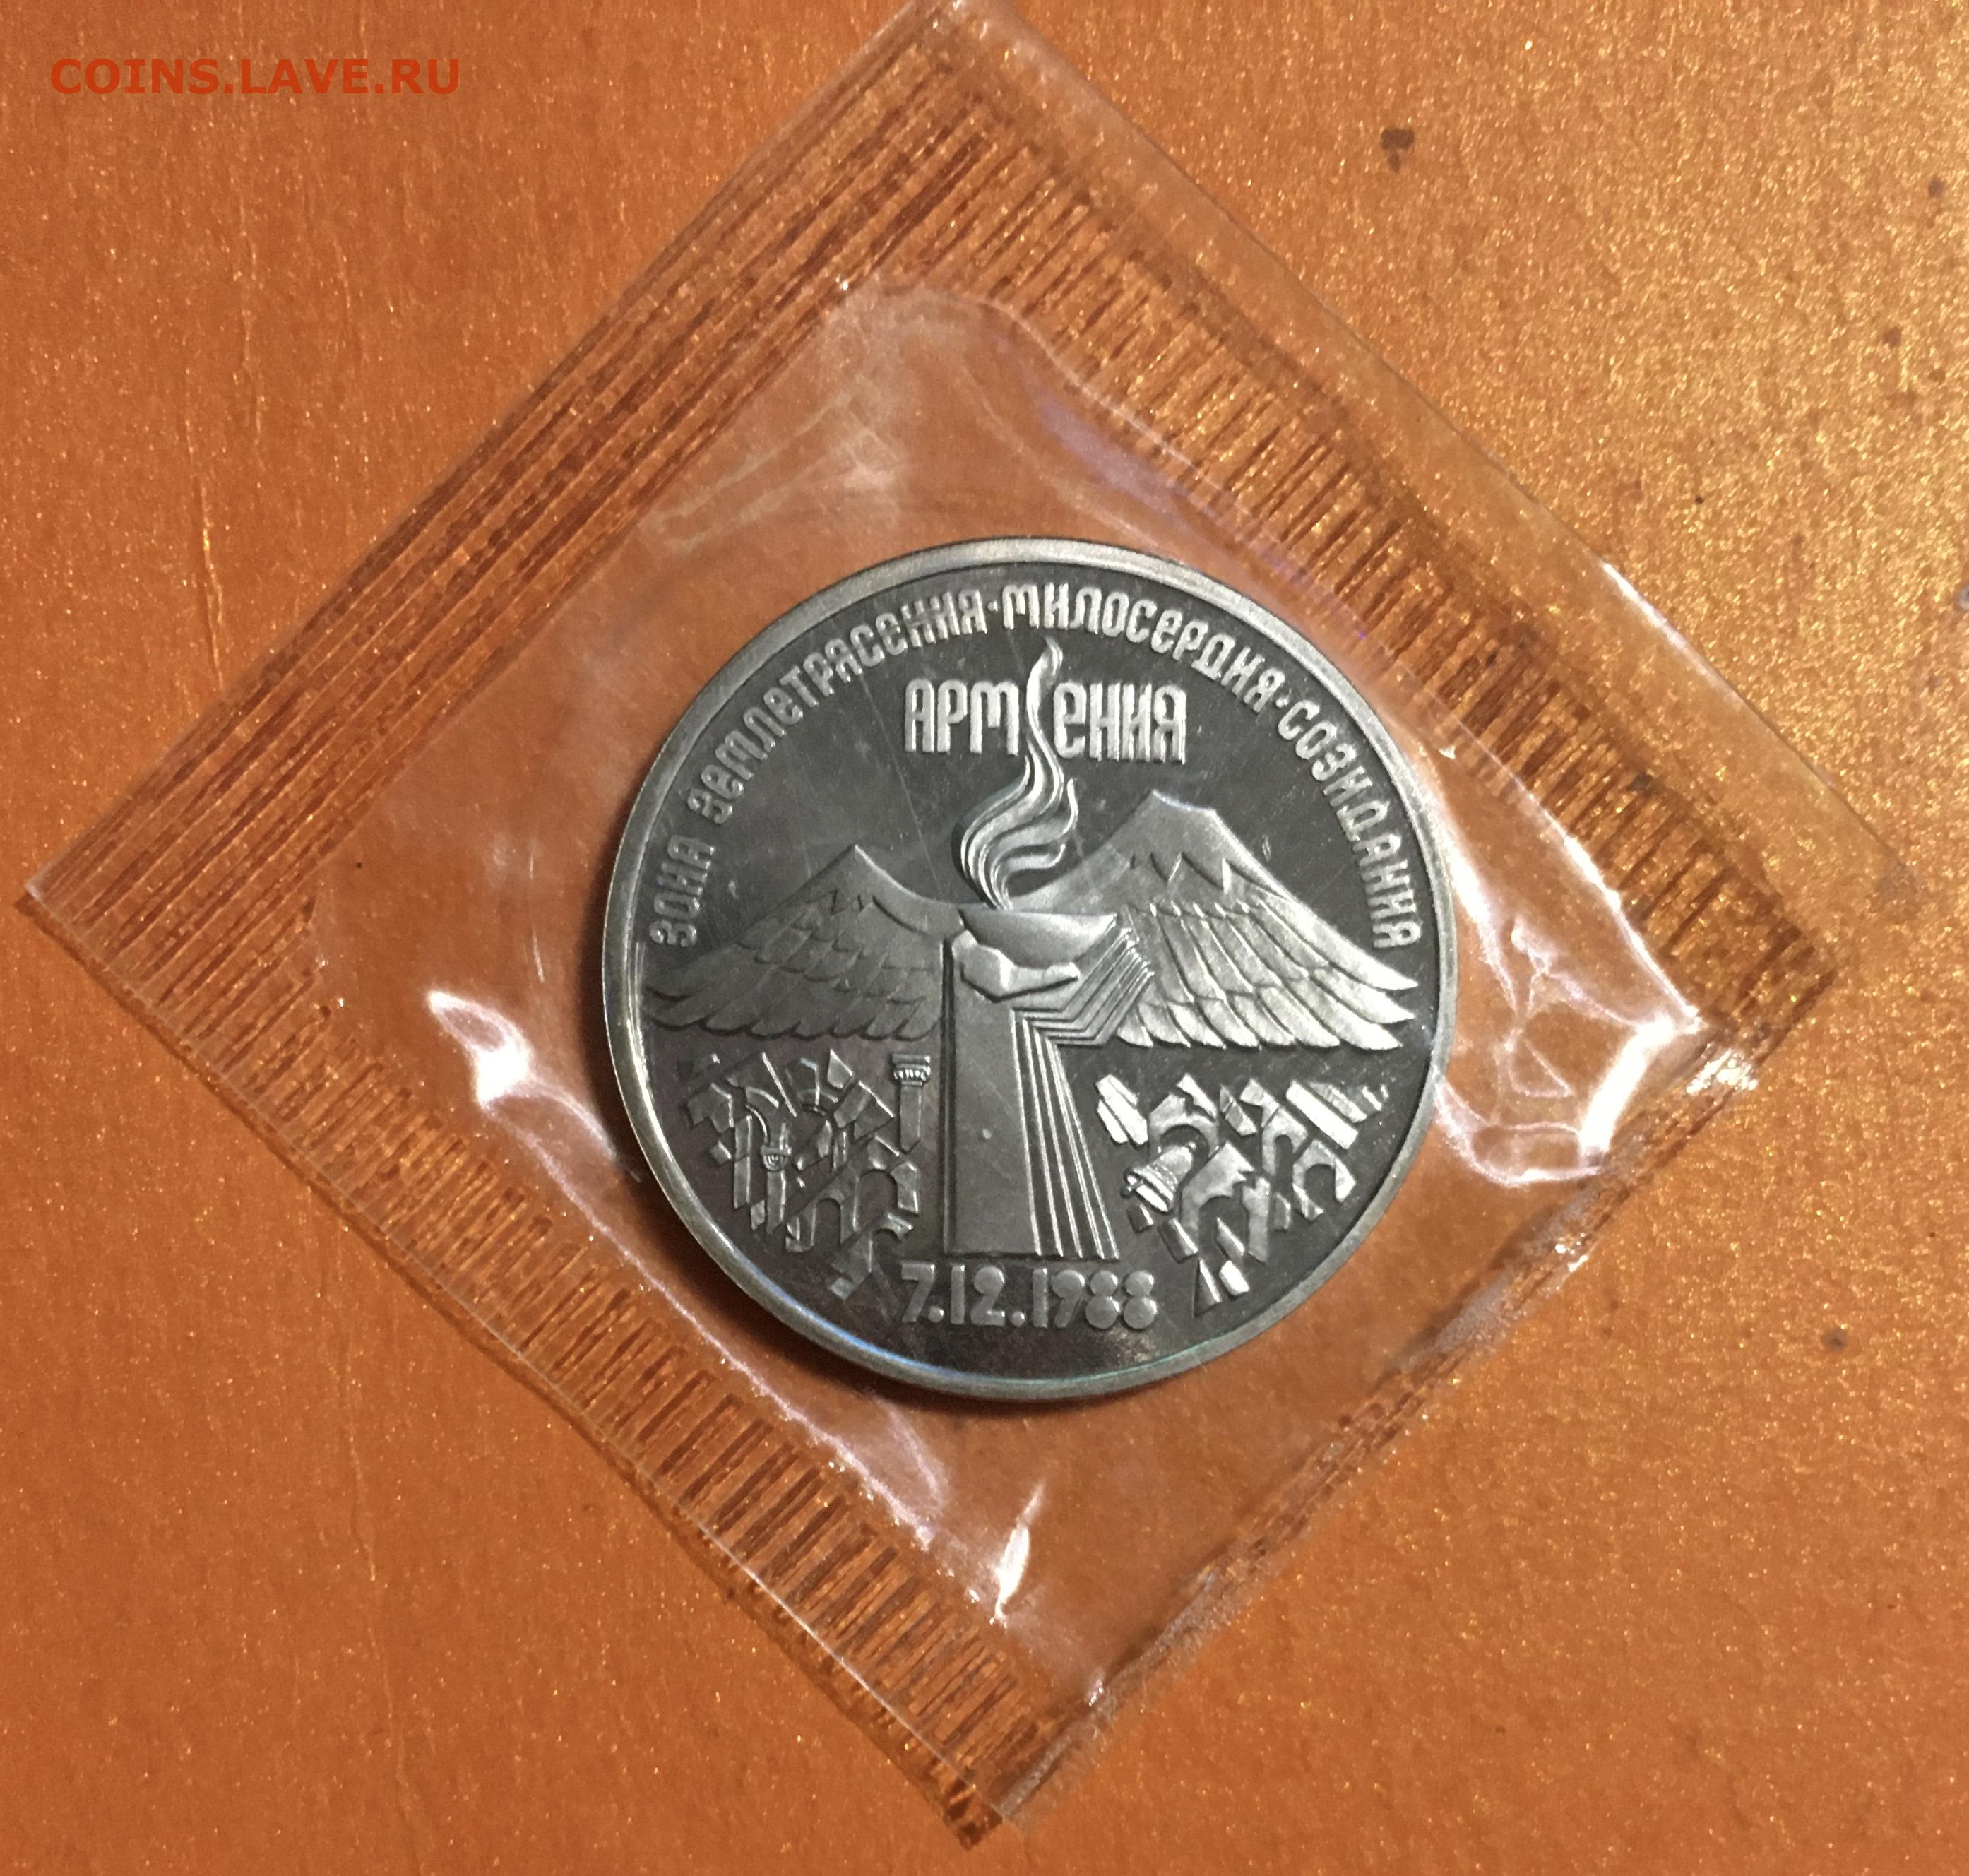 COINS.LAVE.RU
ЗОНА ЗЕМЛЕТРЯСЕНИЯ·МИЛОСЕРДИЯ·СОЗИДАНИЯ
АРМЕНИЯ
7.12.1988